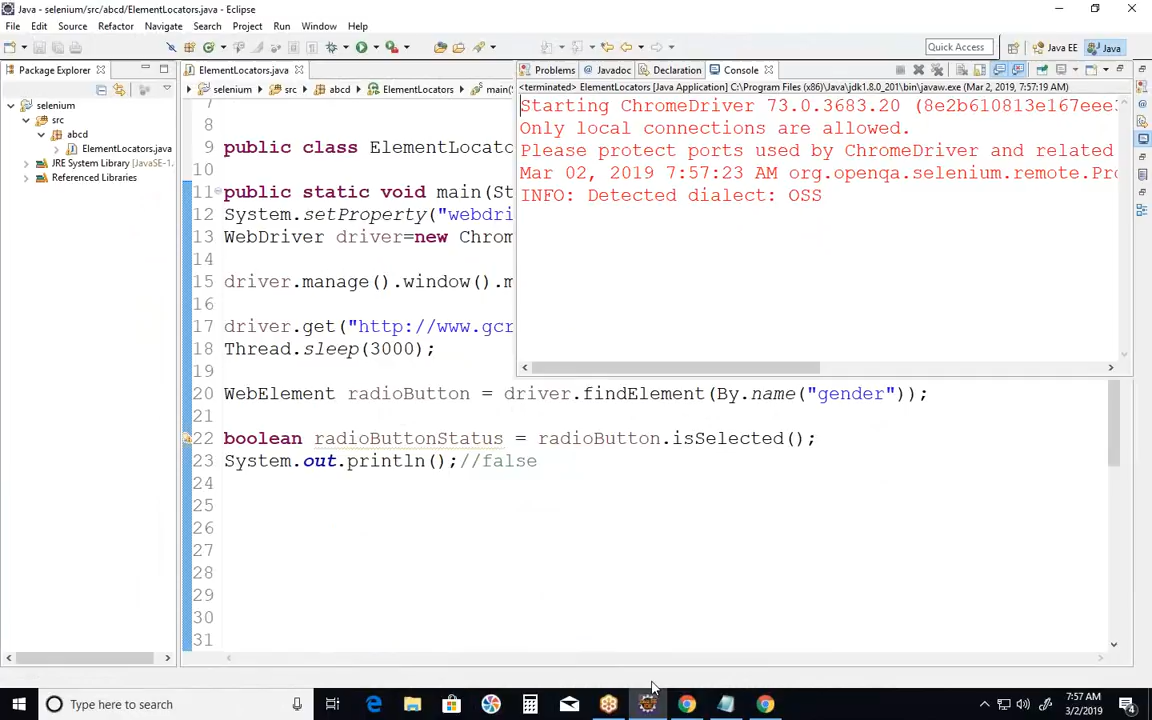 Java - selenium/src/abcd/ElementLocators.java - Eclipse
File Edit Source Refactor Navigate Search Project Run Window Help
Quick Access
Java EE
Java
Package Explorer
ElementLocators.java
Problems
Javadoc
Declaration
Console
selenium
src
abcd
ElementLocators
main(S
<terminated> ElementLocators [Java Application] C:\Program Files (x86)\Java\jdk1.8.0_201\bin\javaw.exe (Mar 2, 2019, 7:57:19 AM)
selenium
src
abcd
ElementLocators.java
JRE System Library [JavaSE-1.
Referenced Libraries
Starting ChromeDriver 73.0.3683.20 (8e2b610813e167eee
Only local connections are allowed.
Please protect ports used by ChromeDriver and related
Mar 02, 2019 7:57:23 AM org.openqa.selenium.remote.Pro
INFO: Detected dialect: OSS
7
8
9 public class ElementLocato
10
11 public static void main(St
12 System.setProperty("webdri
13 WebDriver driver=new Chrom
14
15 driver.manage().window().m
16
17 driver.get("http://www.gcr
18 Thread.sleep(3000);
19
20 WebElement radioButton = driver.findElement(By.name("gender"));
21
22 boolean radioButtonStatus = radioButton.isSelected();
23 System.out.println();//false
24
25
26
27
28
29
30
31
Type here to search
7:57 AM
3/2/2019
4